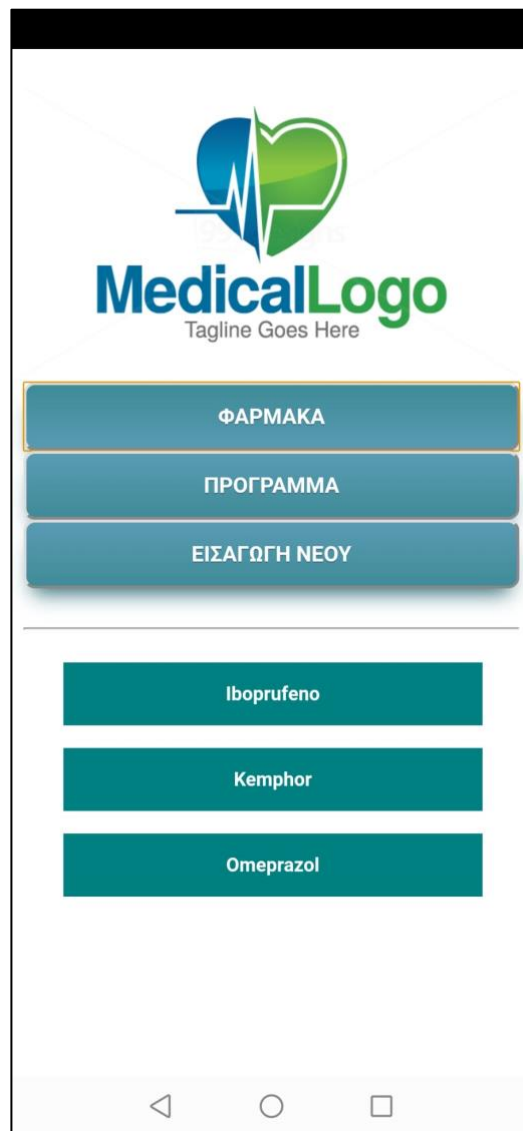 MedicalLogo
Tagline Goes Here
ΦΑΡΜΑΚΑ
ΠΡΟΓΡΑΜΜΑ
ΕΙΣΑΓΩΓΗ ΝΕΟΥ
Iboprufeno
Kemphor
Omeprazol